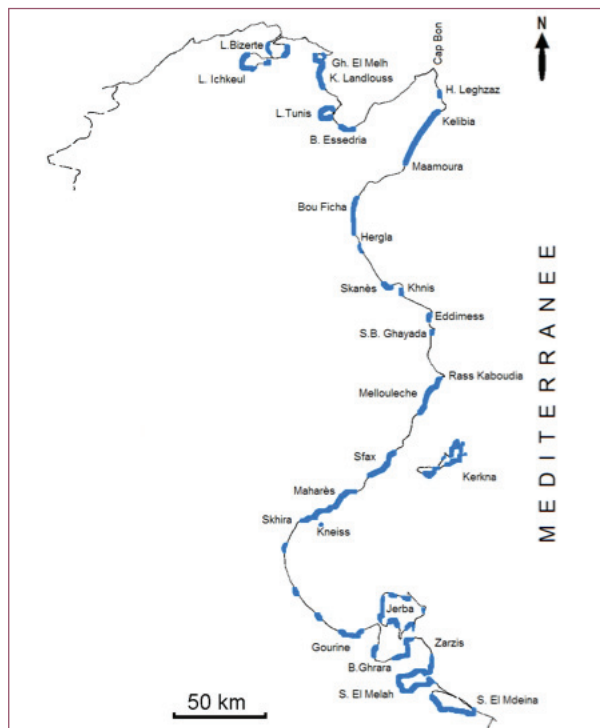 N
Cap Bon
L.Bizerte
Gh. El Melh
L. Ichkeul
K. Landlouss
H. Leghzaz
L.Tunis
Kelibia
B. Essedria
Maamoura
Bou Ficha
Hergla
Skanès
Khnis
Eddimess
S.B. Ghayada
Rass Kaboudia
Mellouleche
Sfax
Kerkna
Maharès
Skhira
Kneiss
MEDITERRANEE
Jerba
Gourine
Zarzis
B.Ghrara
S. El Melah
S. El Mdeina
50 km